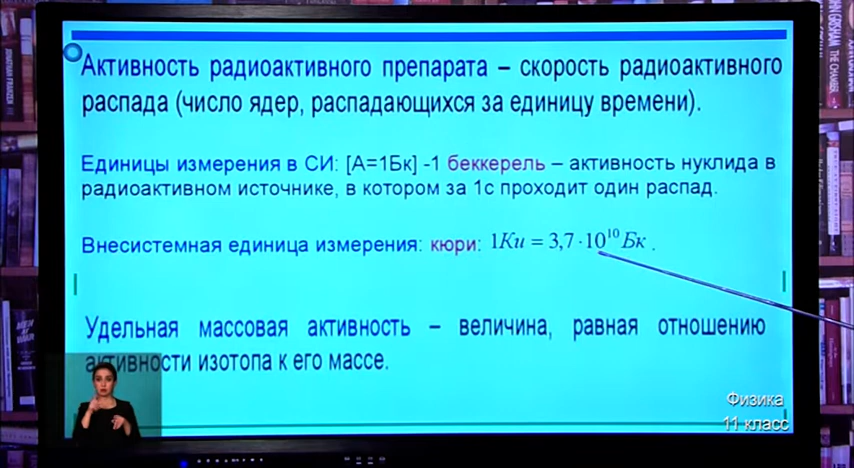 Активность радиоактивного препарата – скорость радиоактивного
распада (число ядер, распадающихся за единицу времени).
Единицы измерения в СИ: [А=1Бк] -1 беккерель – активность нуклида в
радиоактивном источнике, в котором за 1с проходит один распад.
Внесистемная единица измерения: кюри: 1Ки = 3,7·10¹⁰ Бк .
Удельная массовая активность – величина, равная отношению
активности изотопа к его массе.
Физика
11 класс